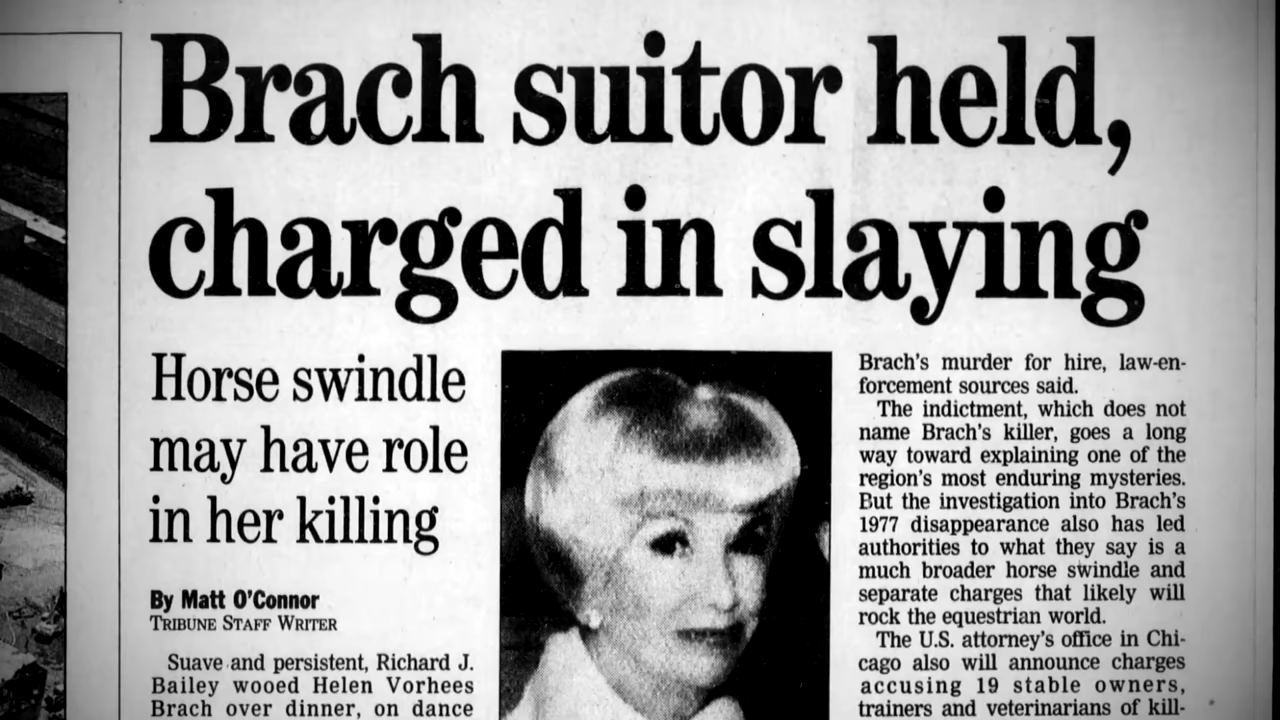 Brach suitor held,
charged in slaying
Horse swindle
may have role
in her killing
By Matt O'Connor
TRIBUNE STAFF WRITER
Suave and persistent, Richard J.
Bailey wooed Helen Vorhees
Brach over dinner, on dance
Brach's murder for hire, law-en-
forcement sources said.
The indictment, which does not
name Brach's killer, goes a long
way toward explaining one of the
region's most enduring mysteries.
But the investigation into Brach's
1977 disappearance also has led
authorities to what they say is a
much broader horse swindle and
separate charges that likely will
rock the equestrian world.
The U.S. attorney's office in Chi-
cago also will announce charges
accusing 19 stable owners,
trainers and veterinarians of kill-